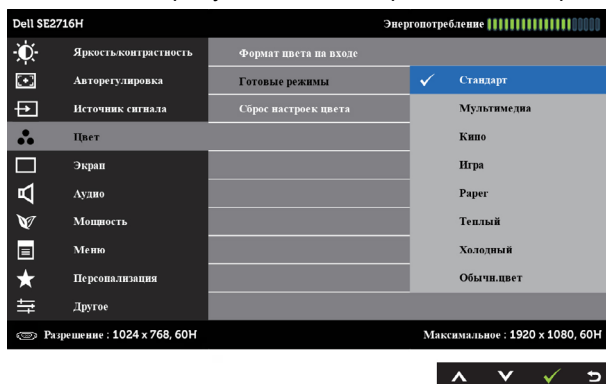 Dell SE2716H Энергопотребление
Яркость/контрастность Формат цвета на входе
Авторегулировка Готовые режимы Стандарт
Источник сигнала Сброс настроек цвета Мультимедиа
Цвет Кино
Экран Игра
Аудио Paper
Мощность Теплый
Меню Холодный
Персонализация Обычн.цвет
Другое
Разрешение : 1024 x 768, 60H Максимальное : 1920 x 1080, 60H